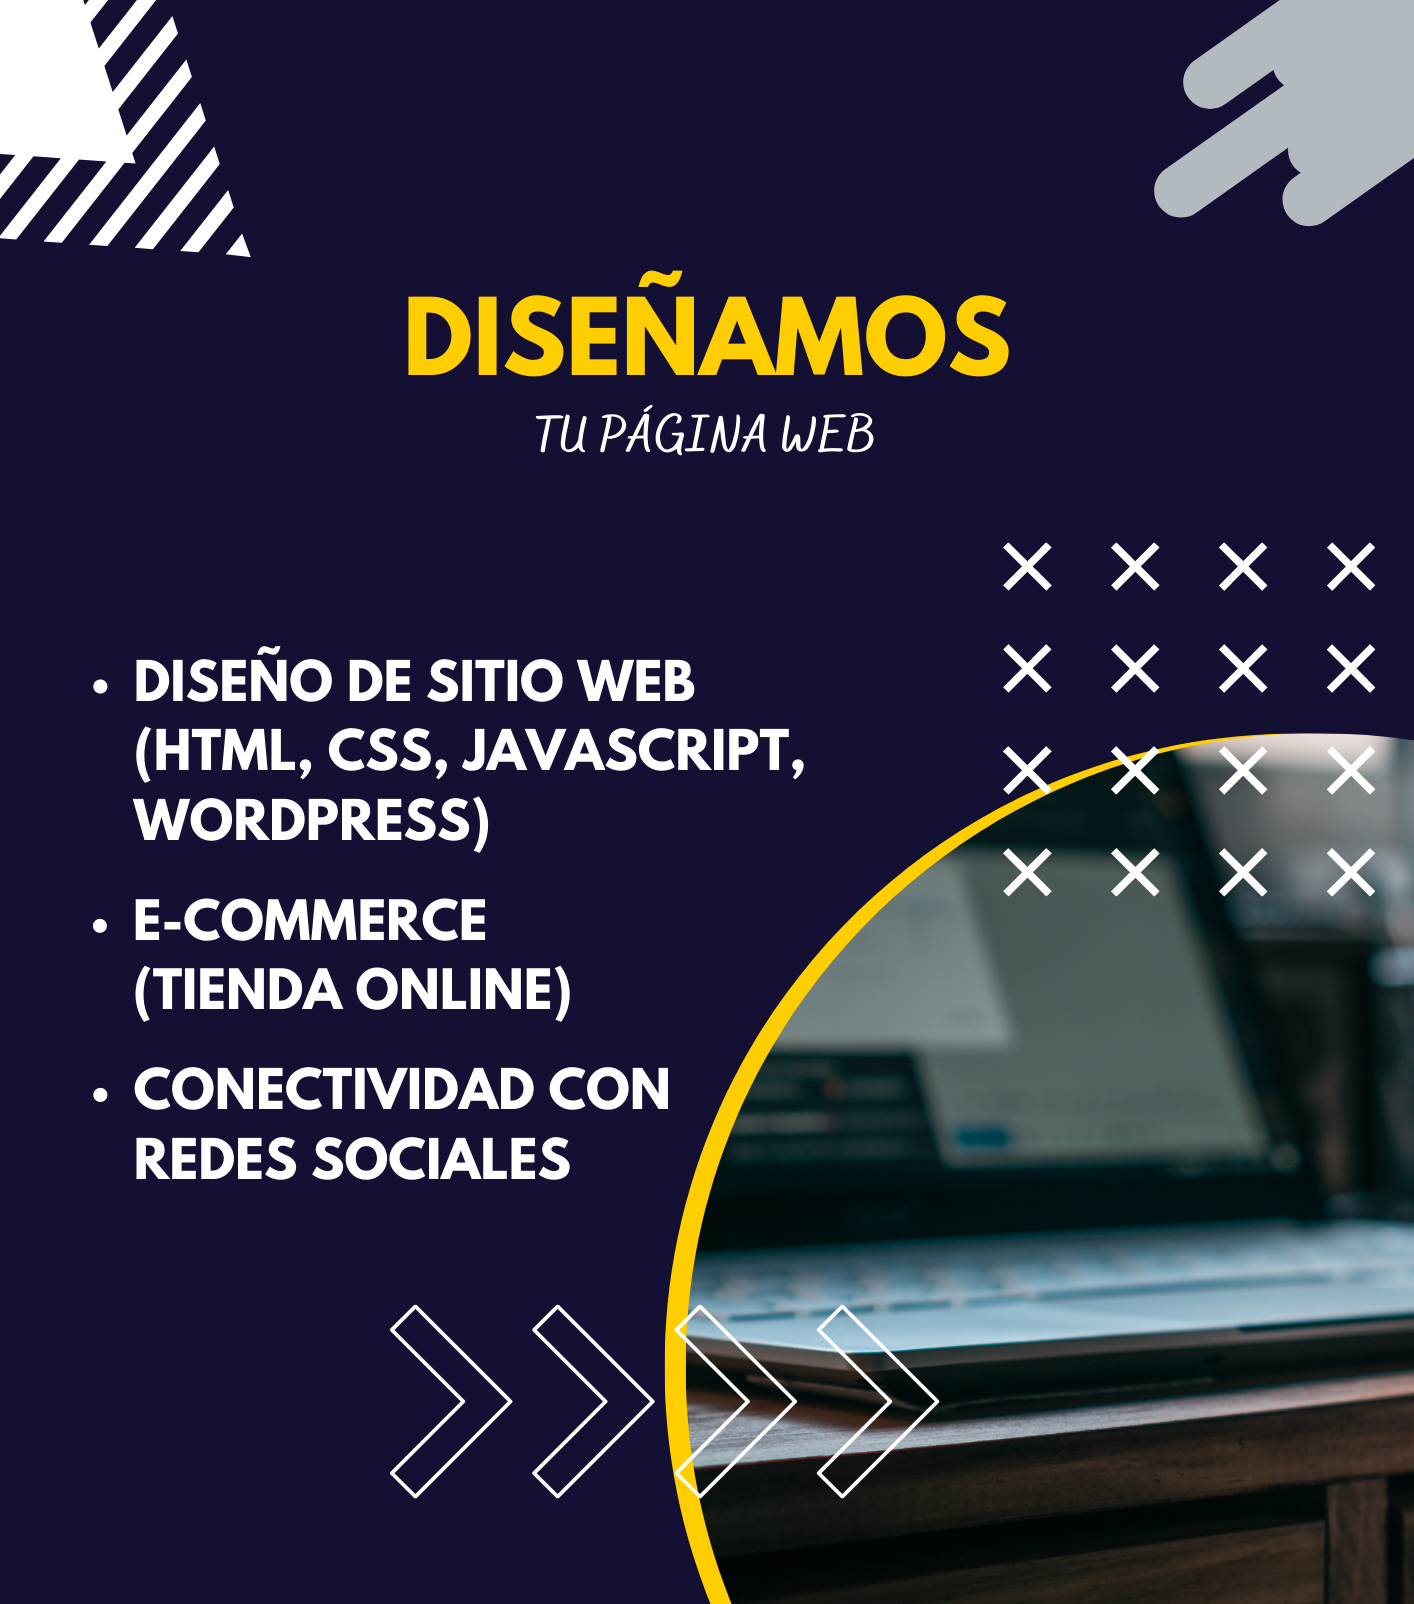 DISEÑAMOS
TU PÁGINA WEB
• DISEÑO DE SITIO WEB
(HTML, CSS, JAVASCRIPT,
WORDPRESS)
• E-COMMERCE
(TIENDA ONLINE)
• CONECTIVIDAD CON
REDES SOCIALES